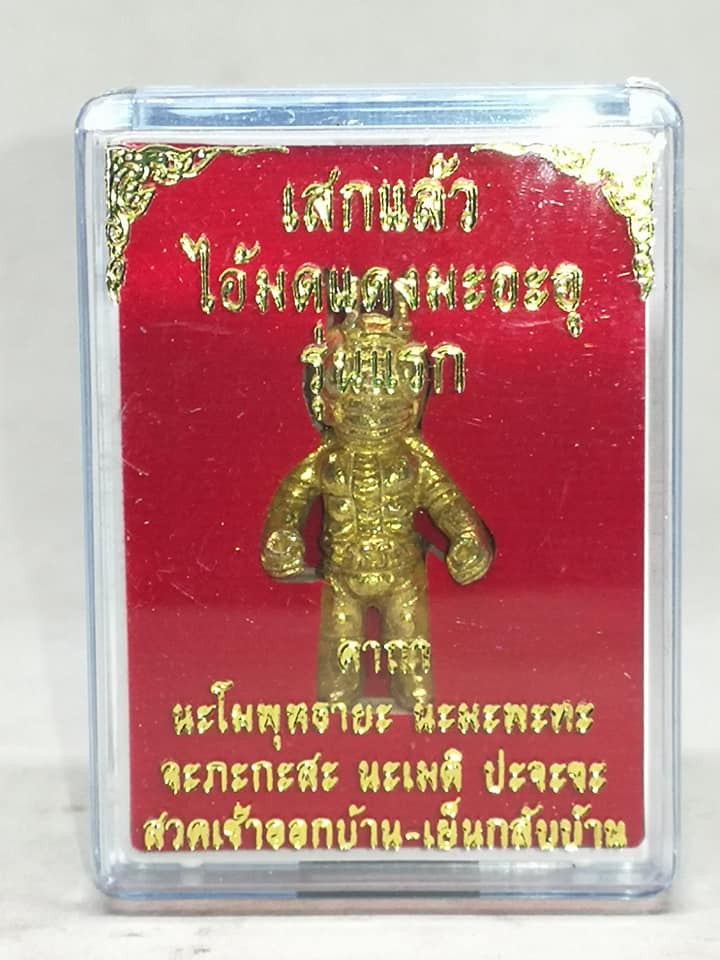 เสกแล้ว
ไอ้มดแดงมะอะอุ
รุ่นแรก
คาถา
นะโมพุทธายะ นะมะพะทะ
จะภะกะสะ นะเมติ ปะจะจะ
สวดเช้าออกบ้าน-เย็นกลับบ้าน